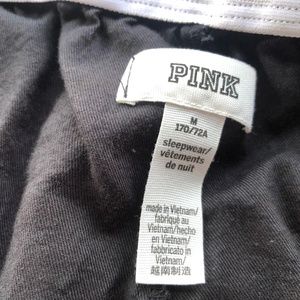 PINK
M
170/72A
sleepwear/
vêtements
de nuit
made in Vietnam/
fabriqué au
Vietnam/hecho
en Vietnam/
fabbricato in
Vietnam/
越南制造